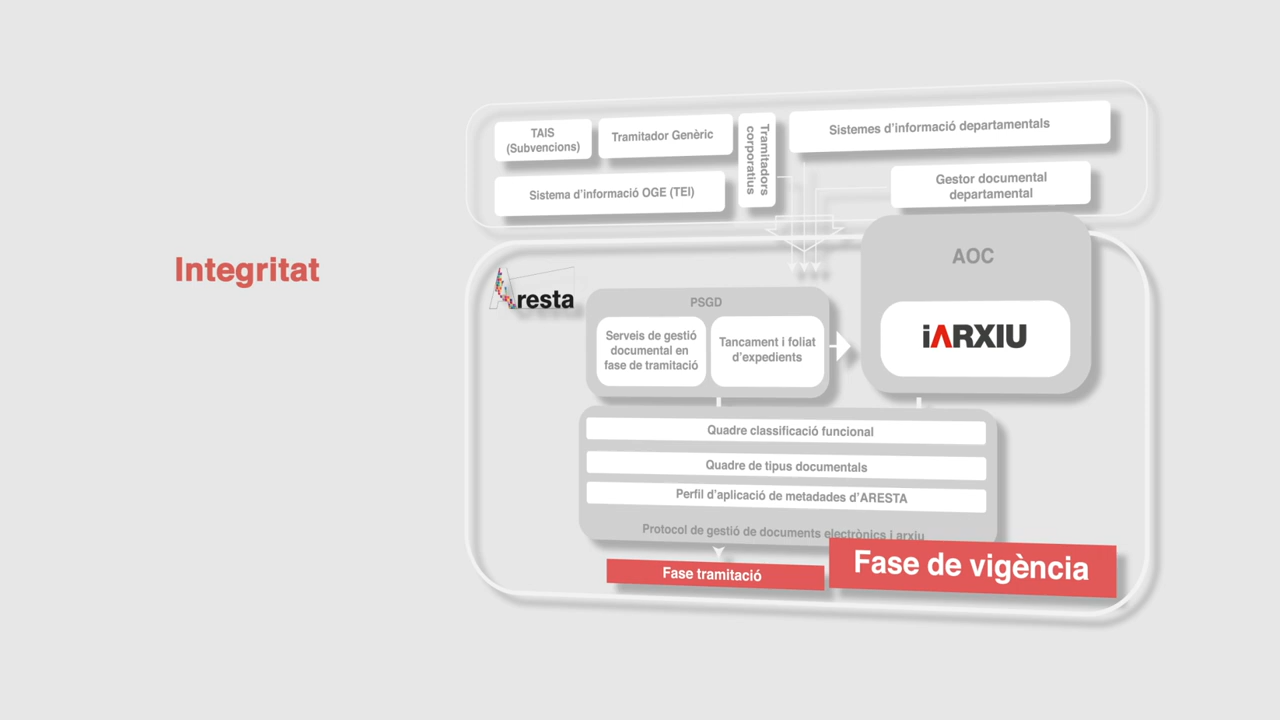 Integritat
TAIS
(Subvencions)
Tramitador Genèric
Tramitadors
corporatius
Sistemes d'informació departamentals
Sistema d'informació OGE (TEI)
Gestor documental
departamental
Aresta
PSGD
Serveis de gestió
documental en
fase de tramitació
Tancament i foliat
d'expedients
AOC
iARXIU
Quadre classificació funcional
Quadre de tipus documentals
Perfil d'aplicació de metadades d'ARESTA
Protocol de gestió de documents electrònics i arxiu
Fase tramitació
Fase de vigència